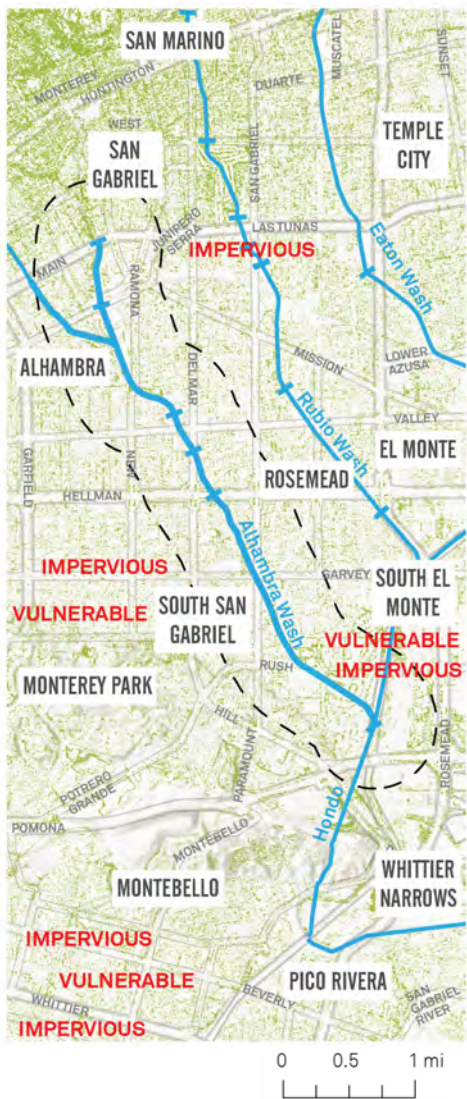 SAN MARINO
MONTEREY
HUNTINGTON
MUSCATEL
SUNSET
DUARTE
WEST
SAN GABRIEL
TEMPLE
CITY
SAN
GABRIEL
LAS TUNAS
JUNIPERO
SERRA
IMPERVIOUS
Eaton Wash
MAIN
RAMONA
DELMAR
MISSION
LOWER
AZUSA
ALHAMBRA
Rubio Wash
VALLEY
GARFIELD
NEW
EL MONTE
ROSEMEAD
HELLMAN
Alhambra Wash
IMPERVIOUS
GARVEY
SOUTH EL
MONTE
VULNERABLE
SOUTH SAN
GABRIEL
VULNERABLE
IMPERVIOUS
RUSH
MONTEREY PARK
HILL
ROSEMEAD
PARAMOUNT
POTRERO
GRANDE
Hondo
POMONA
MONTEBELLO
MONTEBELLO
WHITTIER
NARROWS
IMPERVIOUS
VULNERABLE
PICO RIVERA
BEVERLY
WHITTIER
SAN
GABRIEL
RIVER
IMPERVIOUS
0 0.5 1 mi